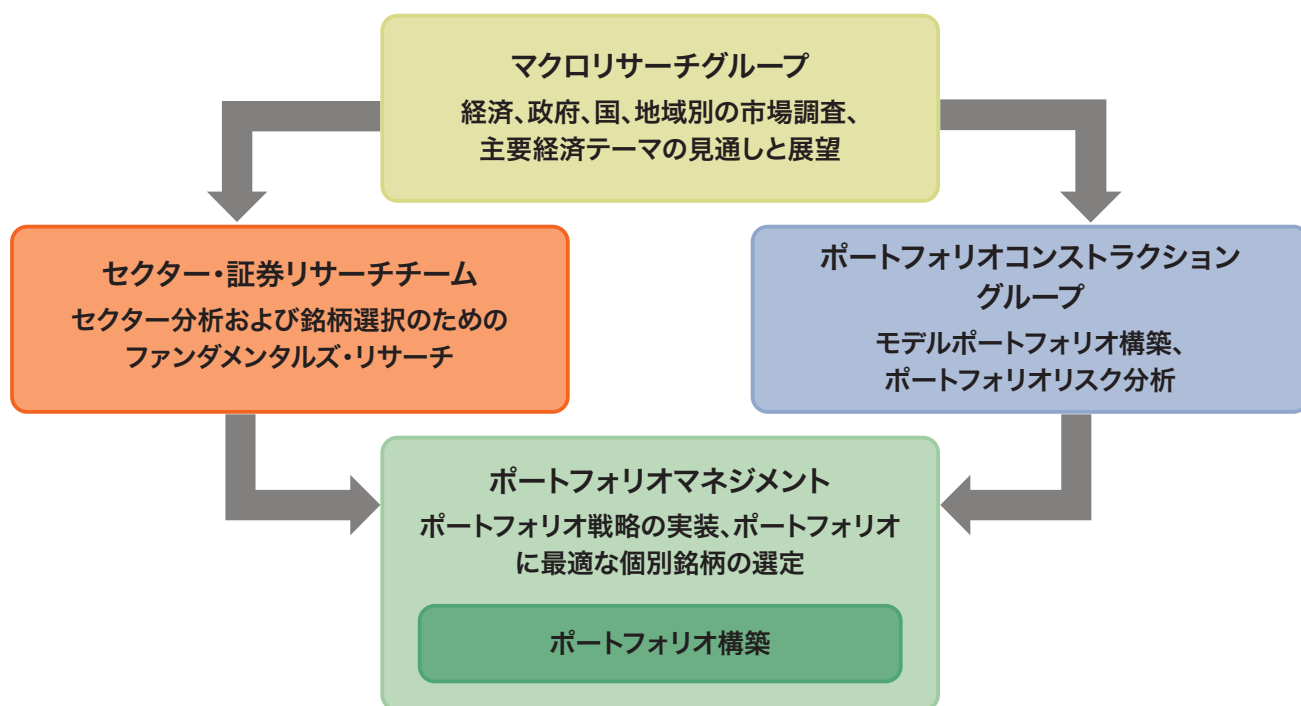 マクロリサーチグループ
経済、政府、国、地域別の市場調査、
主要経済テーマの見通しと展望
セクター・証券リサーチチーム
セクター分析および銘柄選択のための
ファンダメンタルズ・リサーチ
ポートフォリオコンストラクション
グループ
モデルポートフォリオ構築、
ポートフォリオリスク分析
ポートフォリオマネジメント
ポートフォリオ戦略の実装、ポートフォリオ
に最適な個別銘柄の選定
ポートフォリオ構築